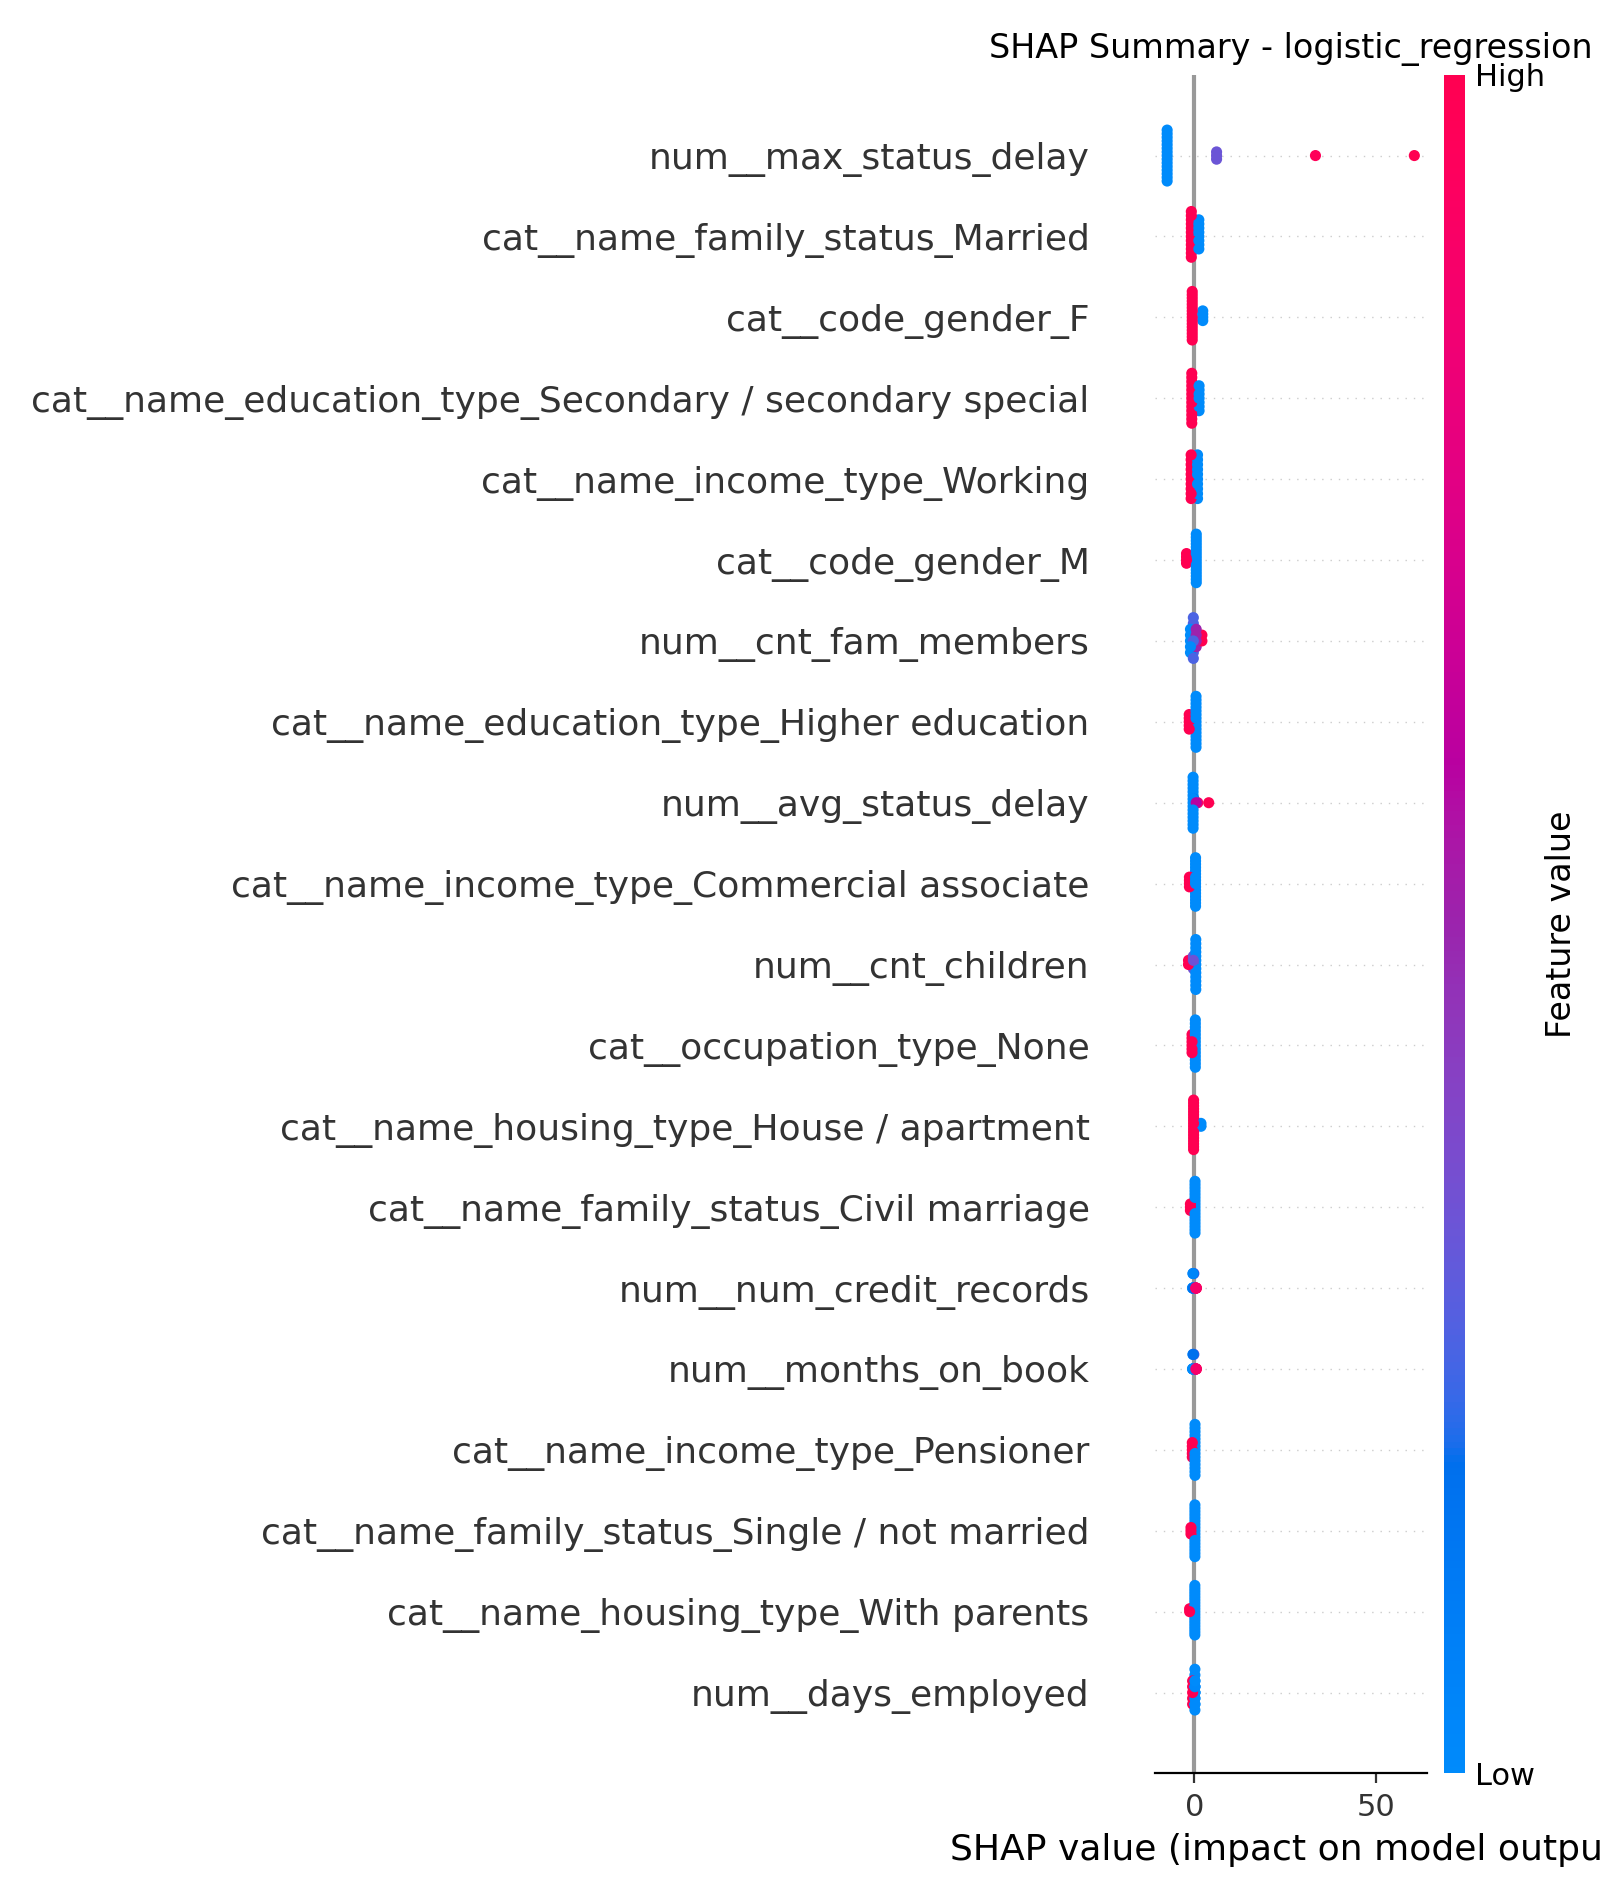 SHAP Summary - logistic_regression
High
num__max_status_delay
cat__name_family_status_Married
cat__code_gender_F
cat__name_education_type_Secondary / secondary special
cat__name_income_type_Working
cat__code_gender_M
num__cnt_fam_members
cat__name_education_type_Higher education
num__avg_status_delay
cat__name_income_type_Commercial associate
num__cnt_children
cat__occupation_type_None
cat__name_housing_type_House / apartment
cat__name_family_status_Civil marriage
num__num_credit_records
num__months_on_book
cat__name_income_type_Pensioner
cat__name_family_status_Single / not married
cat__name_housing_type_With parents
num__days_employed
Feature value
Low
0 50
SHAP value (impact on model outpu